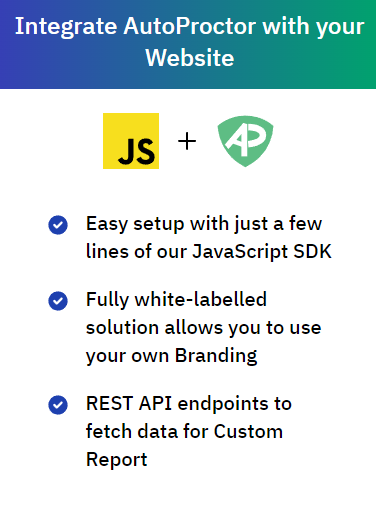 Integrate AutoProctor with your
Website
JS + AP
Easy setup with just a few
lines of our JavaScript SDK
Fully white-labelled
solution allows you to use
your own Branding
REST API endpoints to
fetch data for Custom
Report